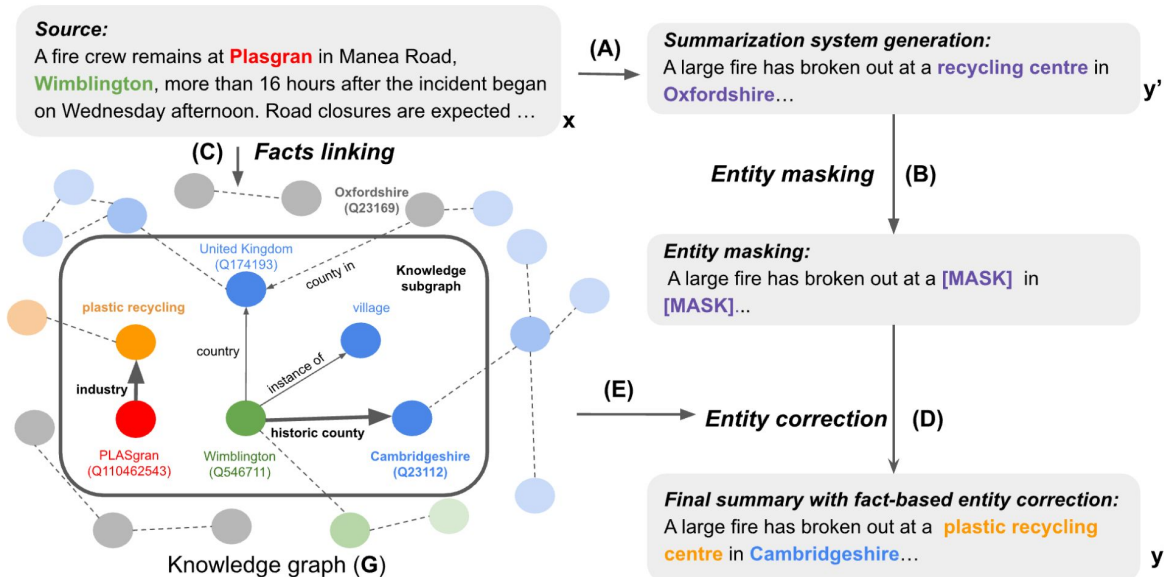 Source:
A fire crew remains at Plasgran in Manea Road,
Wimblington, more than 16 hours after the incident began
on Wednesday afternoon. Road closures are expected …
x
(A)
Summarization system generation:
A large fire has broken out at a recycling centre in
Oxfordshire…
y’
(C) Facts linking
Entity masking (B)
Oxfordshire
(Q23169)
United Kingdom
(Q174193)
county in
Knowledge
subgraph
plastic recycling
village
country
instance of
industry
historic county
PLASgran
(Q110462543)
Wimblington
(Q546711)
Cambridgeshire
(Q23112)
Knowledge graph (G)
Entity masking:
A large fire has broken out at a [MASK] in
[MASK]...
(E)
Entity correction (D)
Final summary with fact-based entity correction:
A large fire has broken out at a plastic recycling
centre in Cambridgeshire…
y